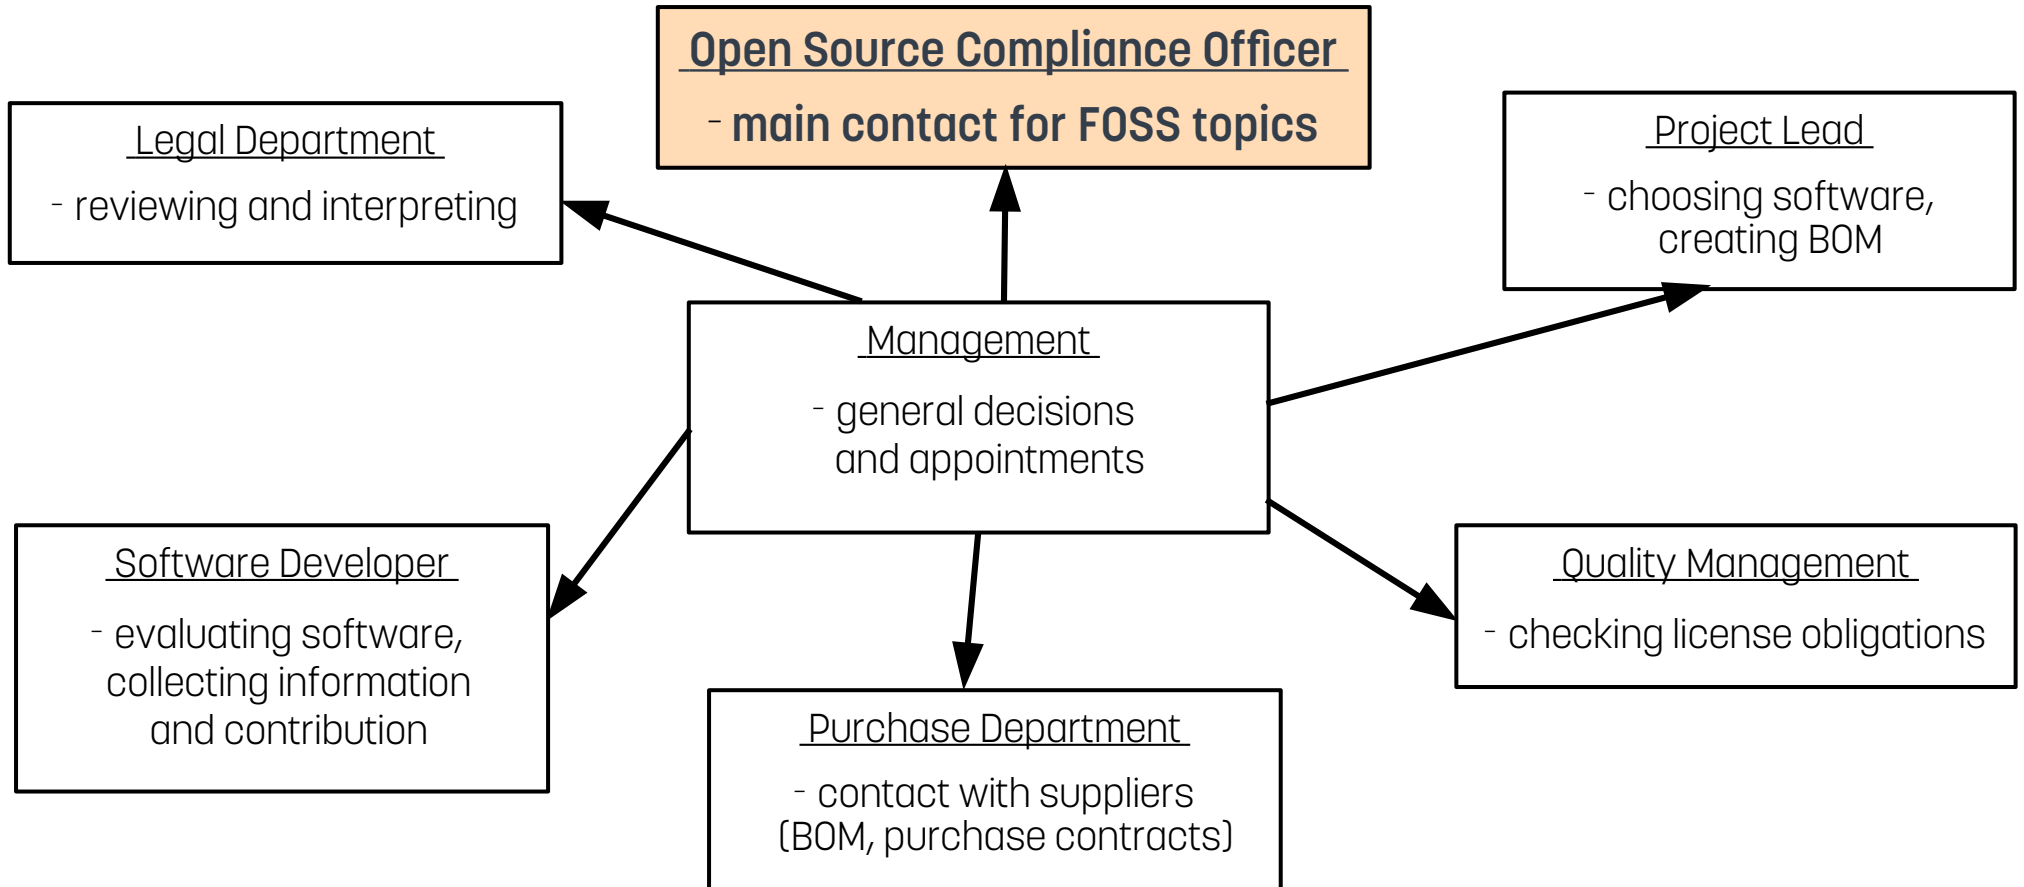 Open Source Compliance Officer
- main contact for FOSS topics
Legal Department
- reviewing and interpreting
Project Lead
- choosing software,
creating BOM
Management
- general decisions
and appointments
Software Developer
- evaluating software,
collecting information
and contribution
Quality Management
- checking license obligations
Purchase Department
- contact with suppliers
(BOM, purchase contracts)